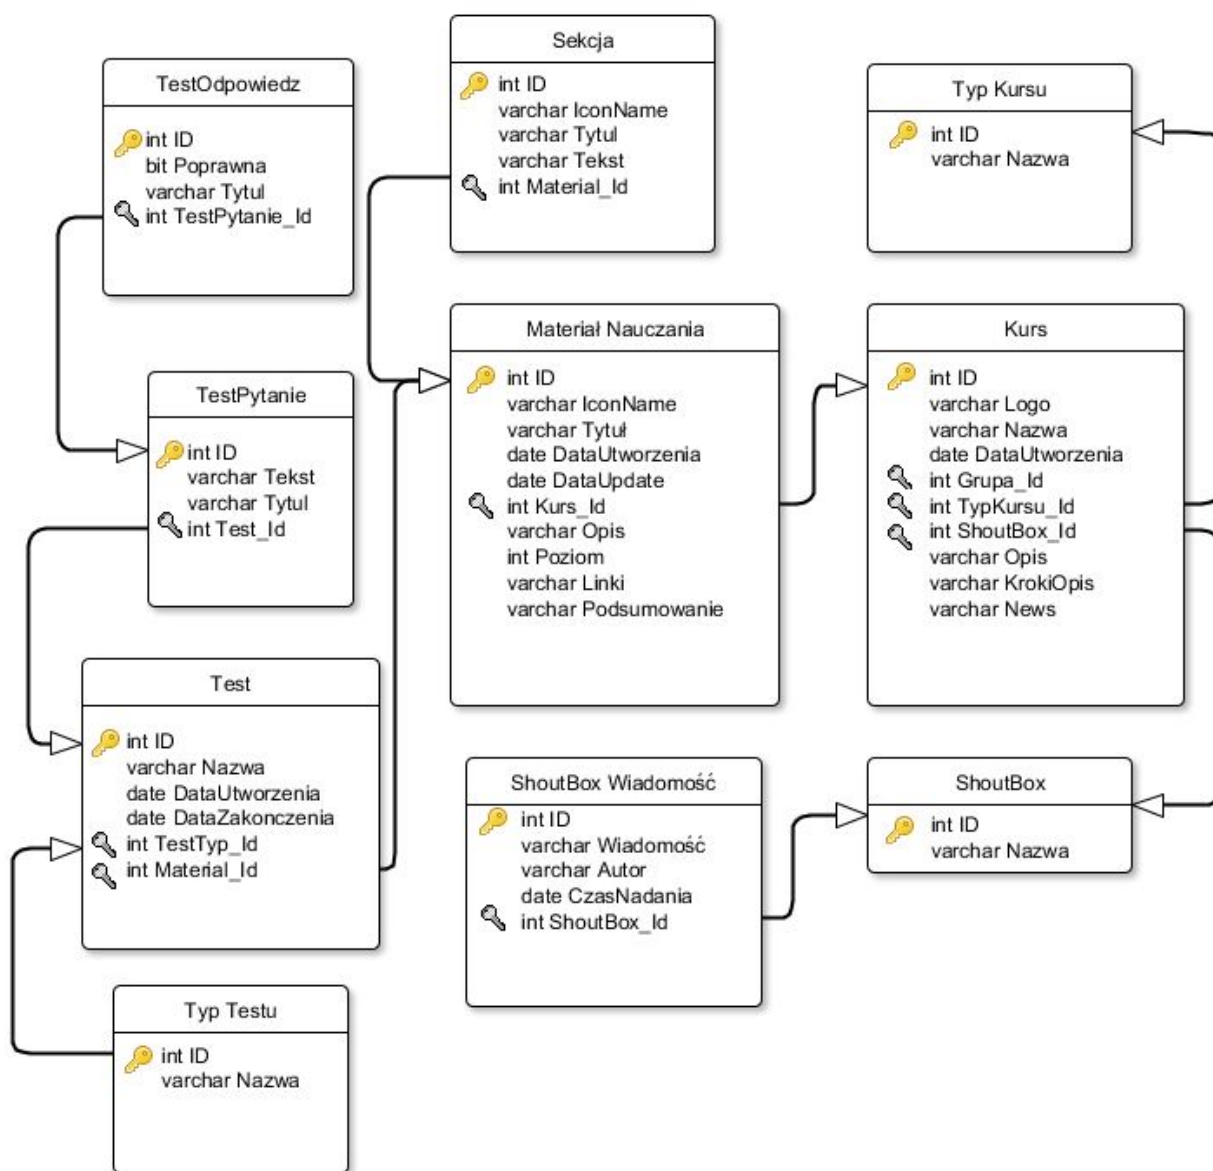 TestOdpowiedz
int ID
bit Poprawna
varchar Tytul
int TestPytanie_Id
Sekcja
int ID
varchar IconName
varchar Tytul
varchar Tekst
int Material_Id
Typ Kursu
int ID
varchar Nazwa
TestPytanie
int ID
varchar Tekst
varchar Tytul
int Test_Id
Materiał Nauczania
int ID
varchar IconName
varchar Tytuł
date DataUtworzenia
date DataUpdate
int Kurs_Id
varchar Opis
int Poziom
varchar Linki
varchar Podsumowanie
Kurs
int ID
varchar Logo
varchar Nazwa
date DataUtworzenia
int Grupa_Id
int TypKursu_Id
int ShoutBox_Id
varchar Opis
varchar KrokiOpis
varchar News
Test
int ID
varchar Nazwa
date DataUtworzenia
date DataZakonczenia
int TestTyp_Id
int Material_Id
ShoutBox Wiadomość
int ID
varchar Wiadomość
varchar Autor
date CzasNadania
int ShoutBox_Id
ShoutBox
int ID
varchar Nazwa
Typ Testu
int ID
varchar Nazwa